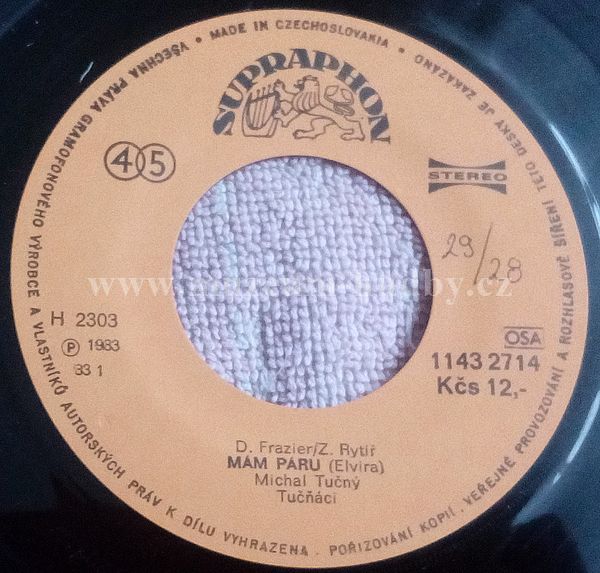 VŠECHNA PRÁVA GRAMOFONOVÉHO VÝROBCE A VLASTNÍKŮ AUTORSKÝCH PRÁV K DÍLU VYHRAZENA. POŘIZOVÁNÍ KOPIÍ, VEŘEJNÉ PROVOZOVÁNÍ A ROZHLASOVÉ ŠÍŘENÍ TÉTO DESKY JE ZAKÁZÁNO • MADE IN CZECHOSLOVAKIA •
SUPRAPHON
45
STEREO
29/28
H 2303
Ⓟ 1983
83 1
OSA
1143 2714
Kčs 12,-
D. Frazier/Z. Rytíř
MÁM PÁRU (Elvira)
Michal Tučný
Tučňáci